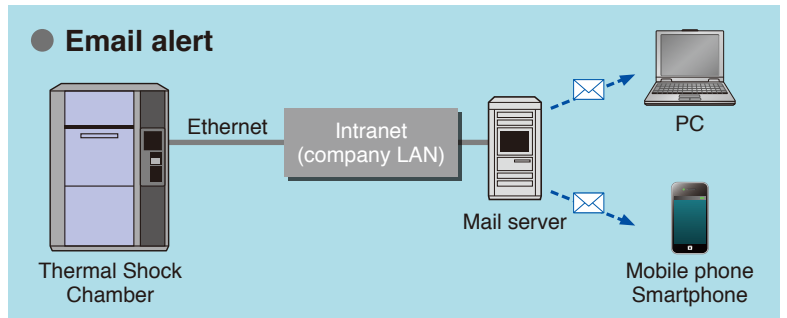 Email alert
Ethernet
Intranet
(company LAN)
PC
Mail server
Thermal Shock
Chamber
Mobile phone
Smartphone